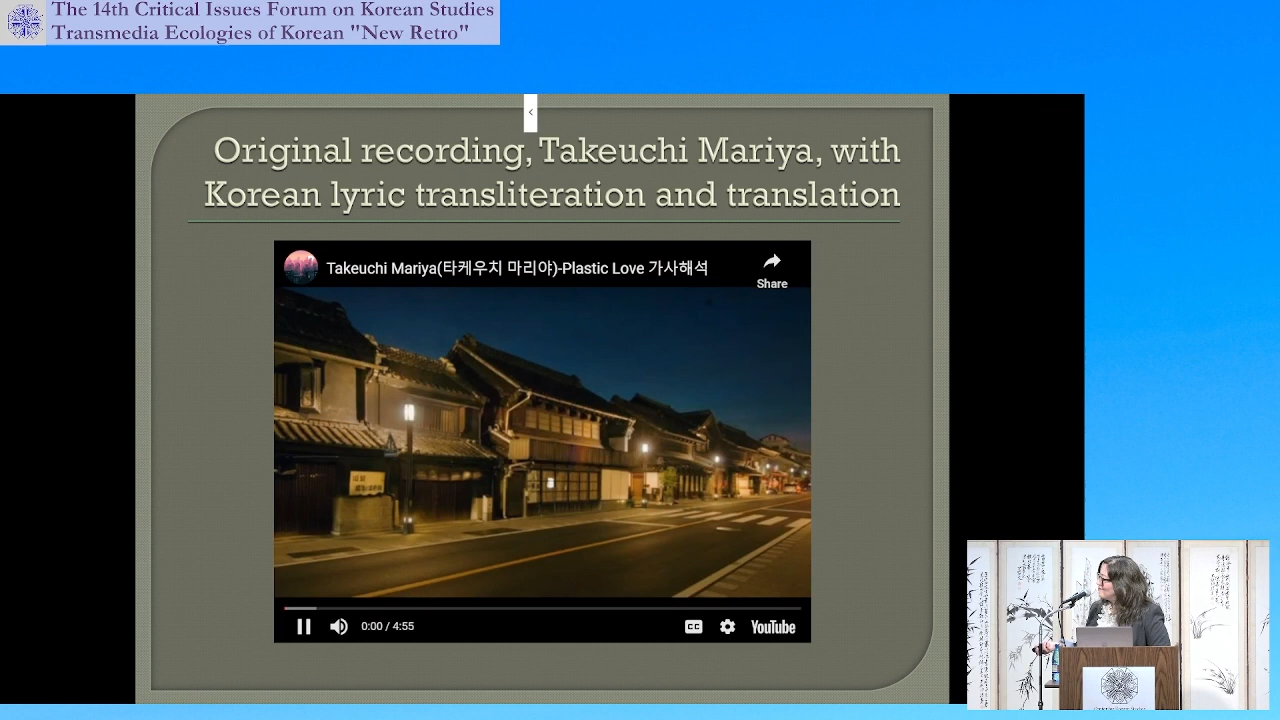 The 14th Critical Issues Forum on Korean Studies
Transmedia Ecologies of Korean "New Retro"
Original recording, Takeuchi Mariya, with
Korean lyric transliteration and translation
Takeuchi Mariya(타케우치 마리야)-Plastic Love 가사해석
Share
0:00 / 4:55
CC
YouTube